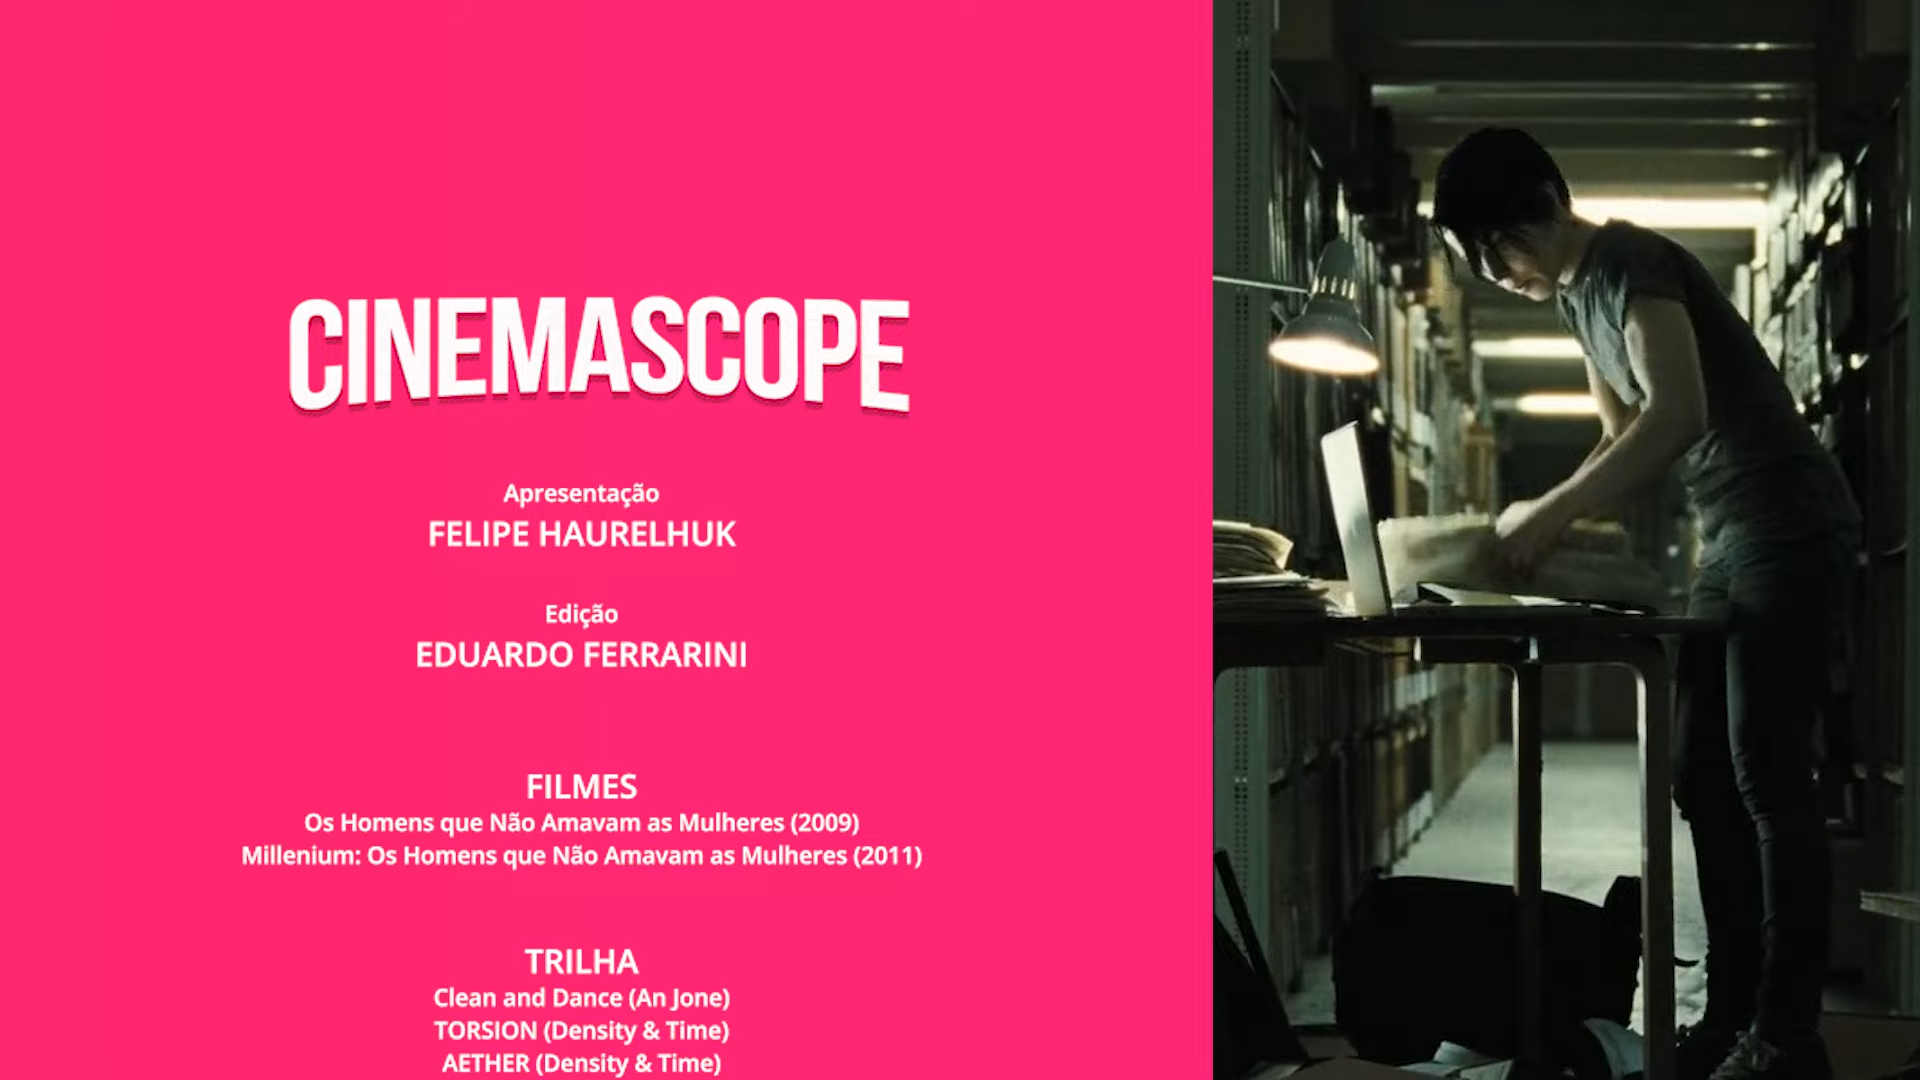 CINEMASCOPE
Apresentação
FELIPE HAURELHUK
Edição
EDUARDO FERRARINI
FILMES
Os Homens que Não Amavam as Mulheres (2009)
Millenium: Os Homens que Não Amavam as Mulheres (2011)
TRILHA
Clean and Dance (An Jone)
TORSION (Density & Time)
AETHER (Density & Time)